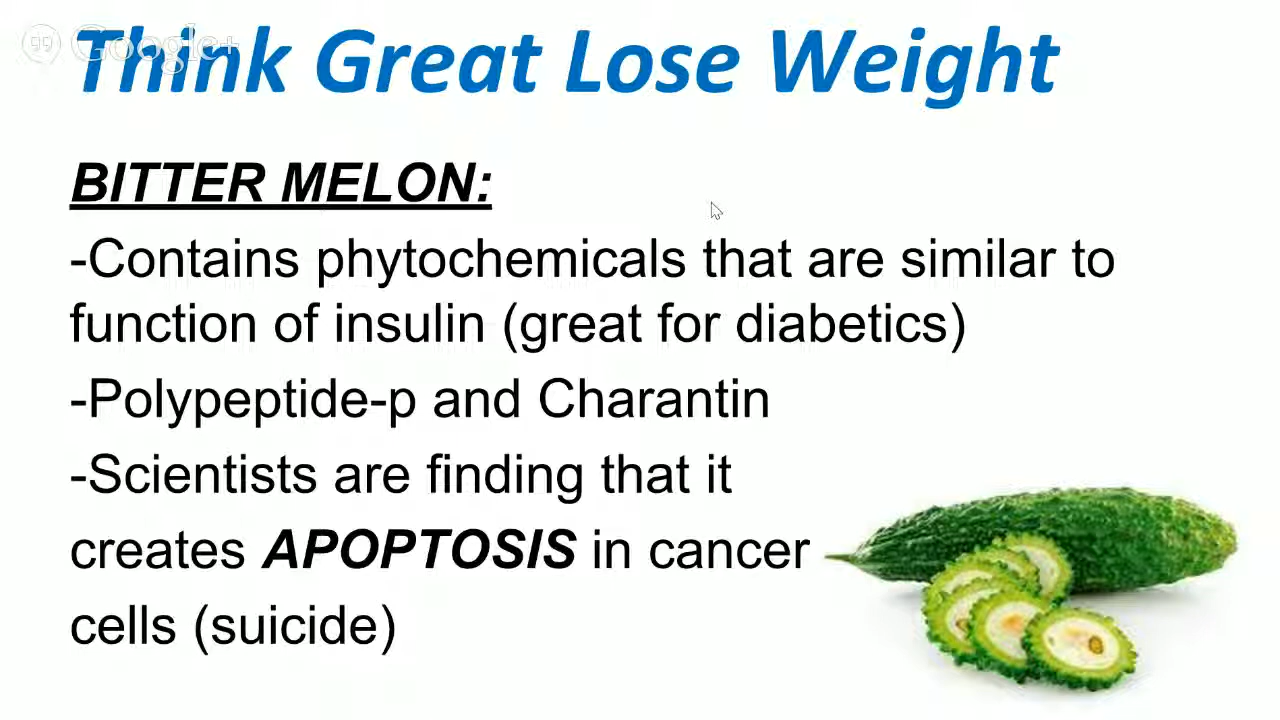 Google+
Think Great Lose Weight
BITTER MELON:
-Contains phytochemicals that are similar to
function of insulin (great for diabetics)
-Polypeptide-p and Charantin
-Scientists are finding that it
creates APOPTOSIS in cancer
cells (suicide)